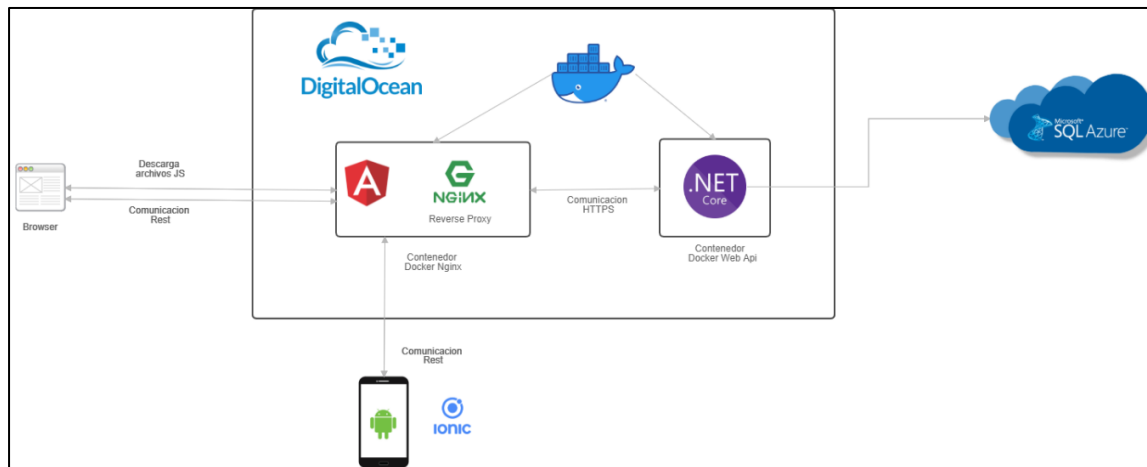 DigitalOcean
Microsoft®
SQL Azure™
Descarga
archivos JS
Comunicacion
Rest
Browser
NGiNX
Reverse Proxy
Comunicacion
HTTPS
.NET
Core
Contenedor
Docker Nginx
Contenedor
Docker Web Api
Comunicacion
Rest
IONIC